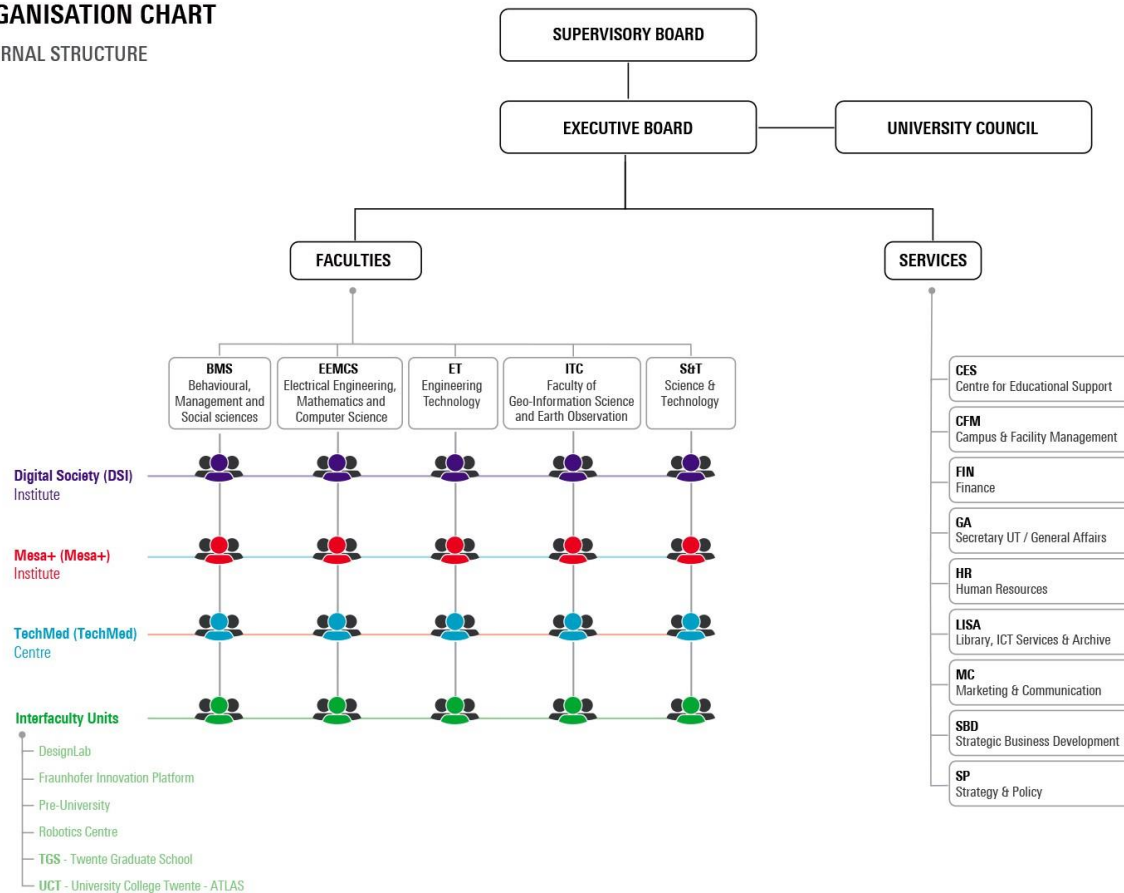 GANISATION CHART
RNAL STRUCTURE
SUPERVISORY BOARD
EXECUTIVE BOARD
UNIVERSITY COUNCIL
FACULTIES
SERVICES
BMS
Behavioural,
Management and
Social sciences
EEMCS
Electrical Engineering,
Mathematics and
Computer Science
ET
Engineering
Technology
ITC
Faculty of
Geo-Information Science
and Earth Observation
S&T
Science &
Technology
Digital Society (DSI)
Institute
Mesa+ (Mesa+)
Institute
TechMed (TechMed)
Centre
Interfaculty Units
DesignLab
Fraunhofer Innovation Platform
Pre-University
Robotics Centre
TGS - Twente Graduate School
UCT - University College Twente - ATLAS
CES
Centre for Educational Support
CFM
Campus & Facility Management
FIN
Finance
GA
Secretary UT / General Affairs
HR
Human Resources
LISA
Library, ICT Services & Archive
MC
Marketing & Communication
SBD
Strategic Business Development
SP
Strategy & Policy